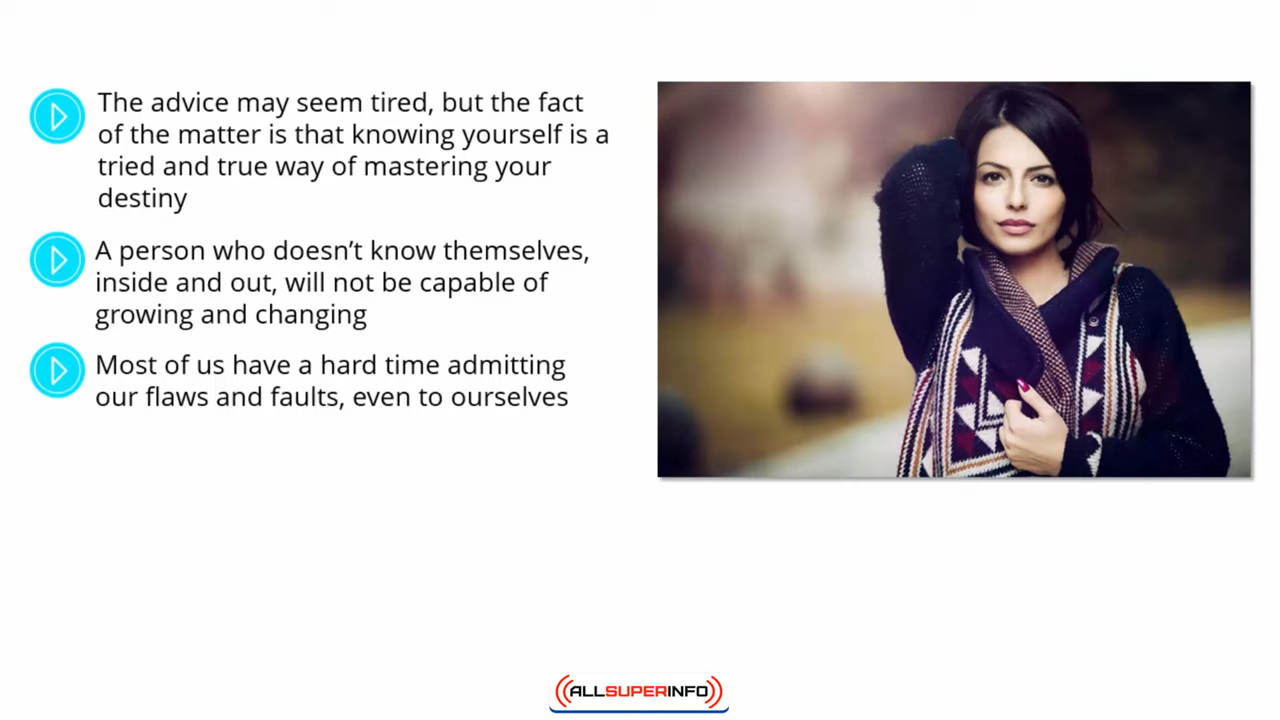 The advice may seem tired, but the fact
of the matter is that knowing yourself is a
tried and true way of mastering your
destiny
A person who doesn’t know themselves,
inside and out, will not be capable of
growing and changing
Most of us have a hard time admitting
our flaws and faults, even to ourselves
ALLSUPERINFO